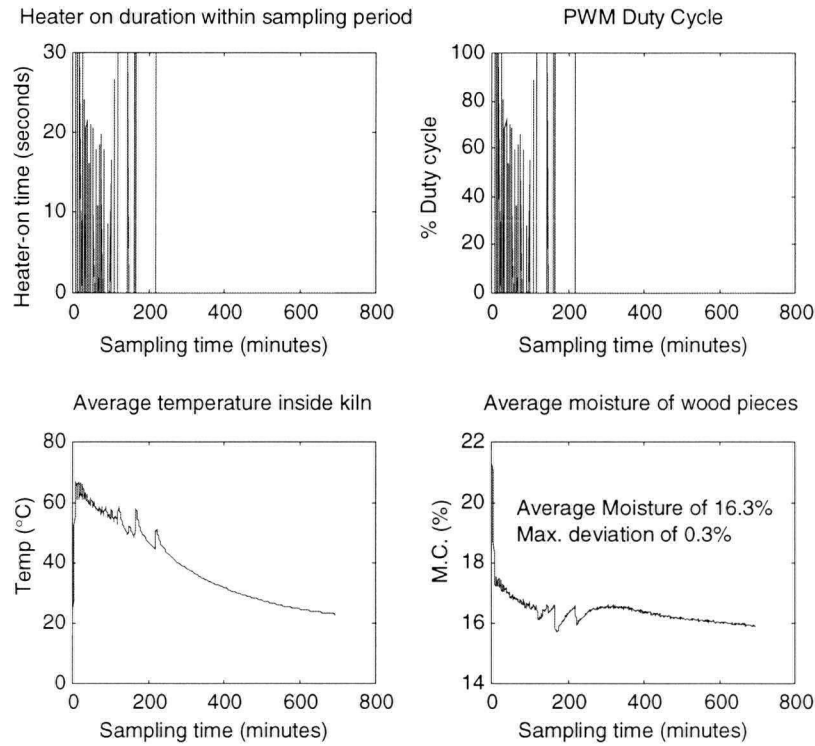 Heater on duration within sampling period
30
20
10
0
Heater-on time (seconds)
0 200 400 600 800
Sampling time (minutes)
PWM Duty Cycle
100
80
60
40
20
0
% Duty cycle
0 200 400 600 800
Sampling time (minutes)
Average temperature inside kiln
80
60
40
20
0
Temp (°C)
0 200 400 600 800
Sampling time (minutes)
Average moisture of wood pieces
22
20
18
16
14
M.C. (%)
Average Moisture of 16.3%
Max. deviation of 0.3%
0 200 400 600 800
Sampling time (minutes)